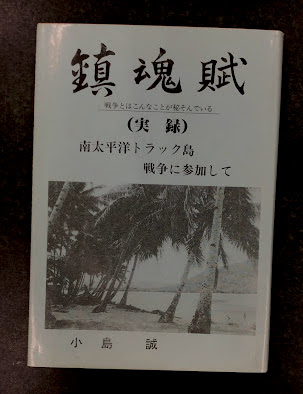 鎮魂賦
戦争とはこんなことが秘そんでいる
(実 録)
南太平洋トラック島
戦争に参加して
小島 誠